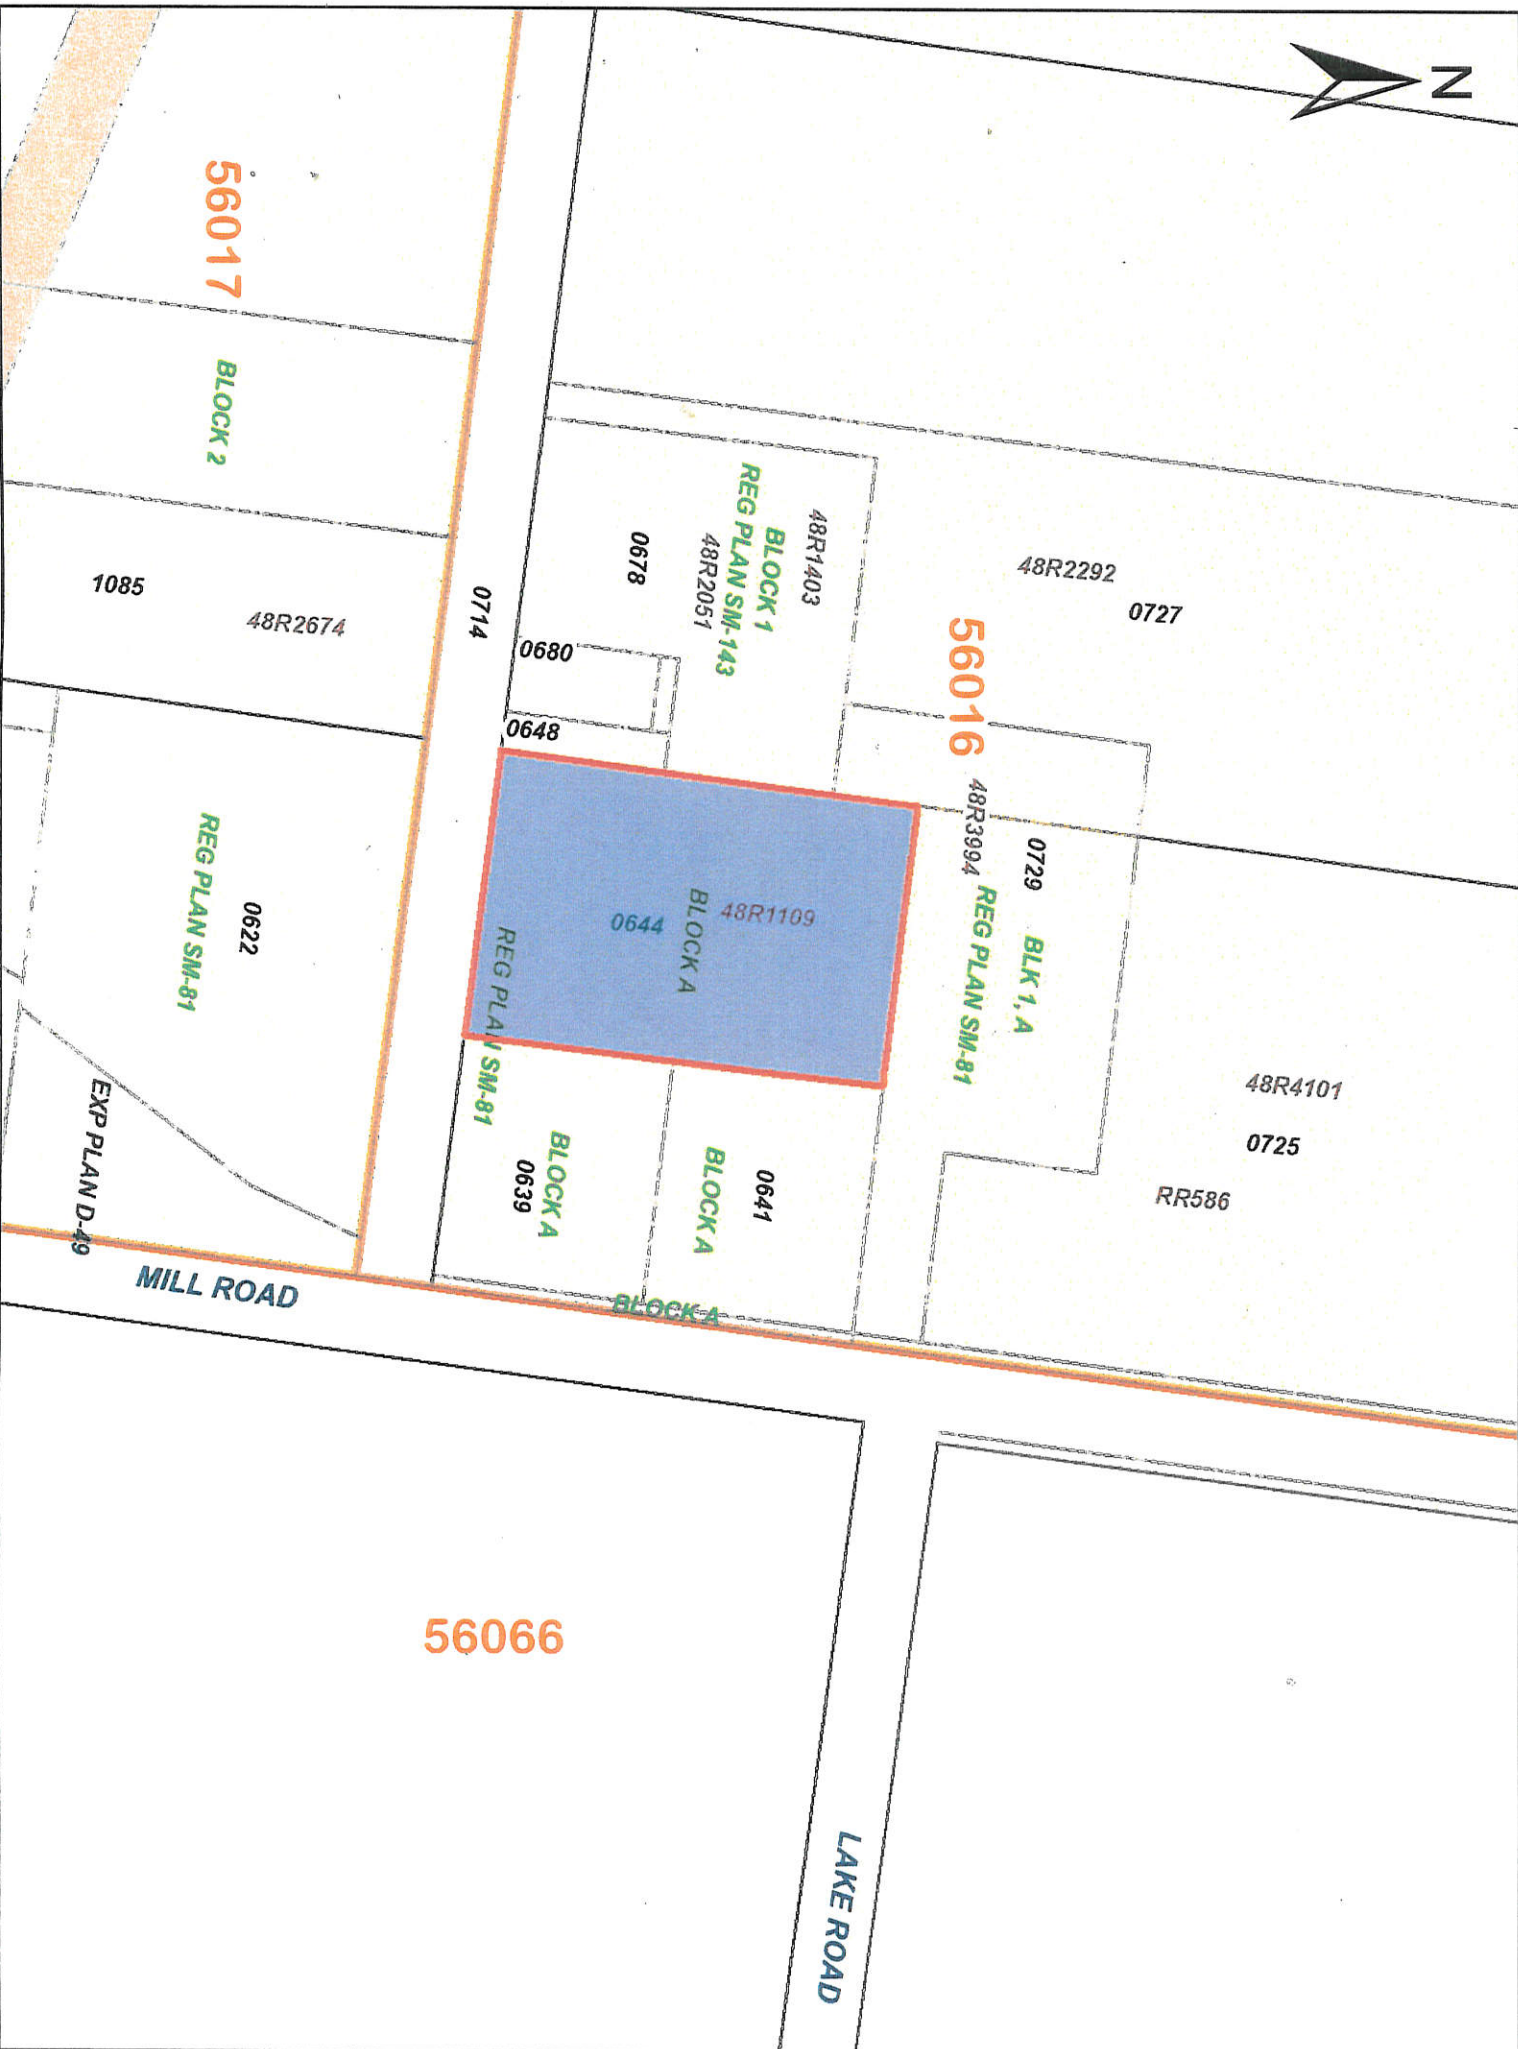 N
56017
BLOCK 2
1085
48R2674
0714
48R1403
BLOCK 1
REG PLAN SM-143
48R2051
0678
0680
0648
48R2292
0727
56016
48R3994
0729
BLK 1, A
REG PLAN SM-81
48R1109
BLOCK A
0644
REG PLAN SM-81
0622
REG PLAN SM-81
EXP PLAN D-49
48R4101
0725
RR586
0641
BLOCK A
BLOCK A
0639
BLOCK A
MILL ROAD
56066
LAKE ROAD